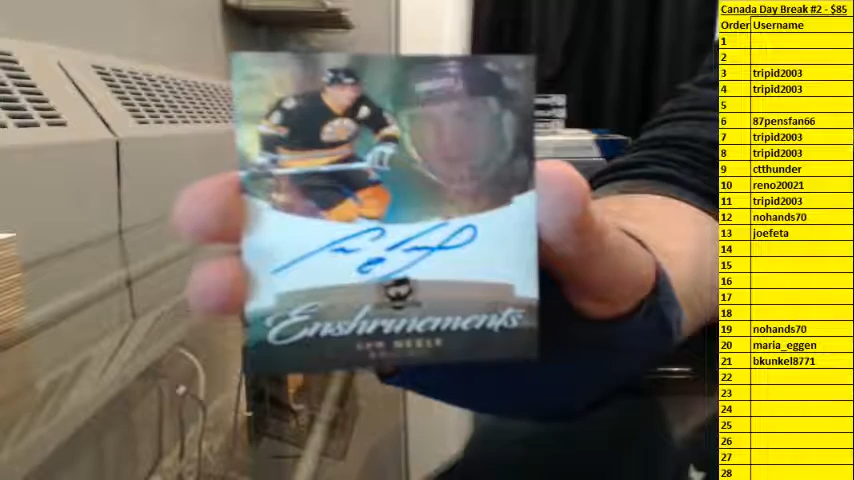 Enshrinements
CAM NEELY
Canada Day Break #2 - $85
Order Username
1
2
3 tripid2003
4 tripid2003
5
6 87pensfan66
7 tripid2003
8 tripid2003
9 ctthunder
10 reno20021
11 tripid2003
12 nohands70
13 joefeta
14
15
16
17
18
19 nohands70
20 maria_eggen
21 bkunkel8771
22
23
24
25
26
27
28